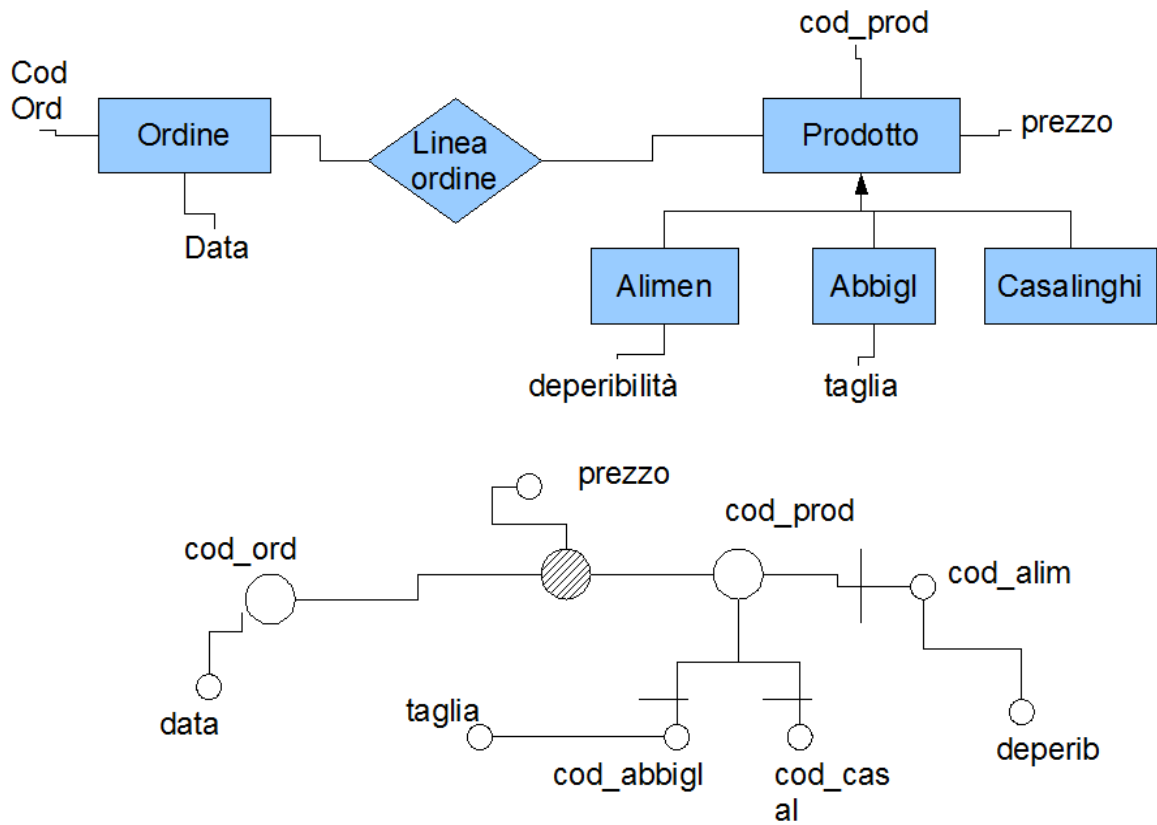 cod_prod
Cod
Ord
Ordine
Linea
ordine
Prodotto
prezzo
Data
Alimen
Abbigl
Casalinghi
deperibilità
taglia
prezzo
cod_prod
cod_ord
cod_alim
data
taglia
cod_abbigl
cod_cas
al
deperib